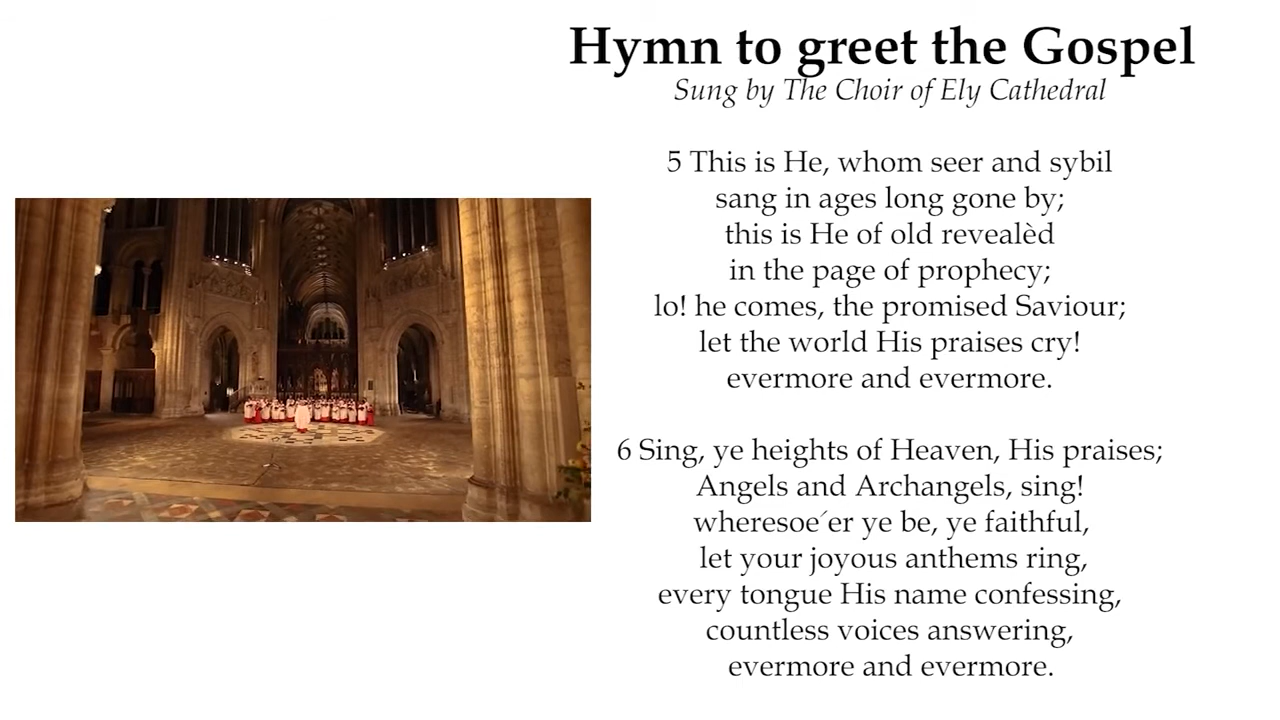 Hymn to greet the Gospel
Sung by The Choir of Ely Cathedral
5 This is He, whom seer and sybil
sang in ages long gone by;
this is He of old revealèd
in the page of prophecy;
lo! he comes, the promised Saviour;
let the world His praises cry!
evermore and evermore.
6 Sing, ye heights of Heaven, His praises;
Angels and Archangels, sing!
wheresoe´er ye be, ye faithful,
let your joyous anthems ring,
every tongue His name confessing,
countless voices answering,
evermore and evermore.